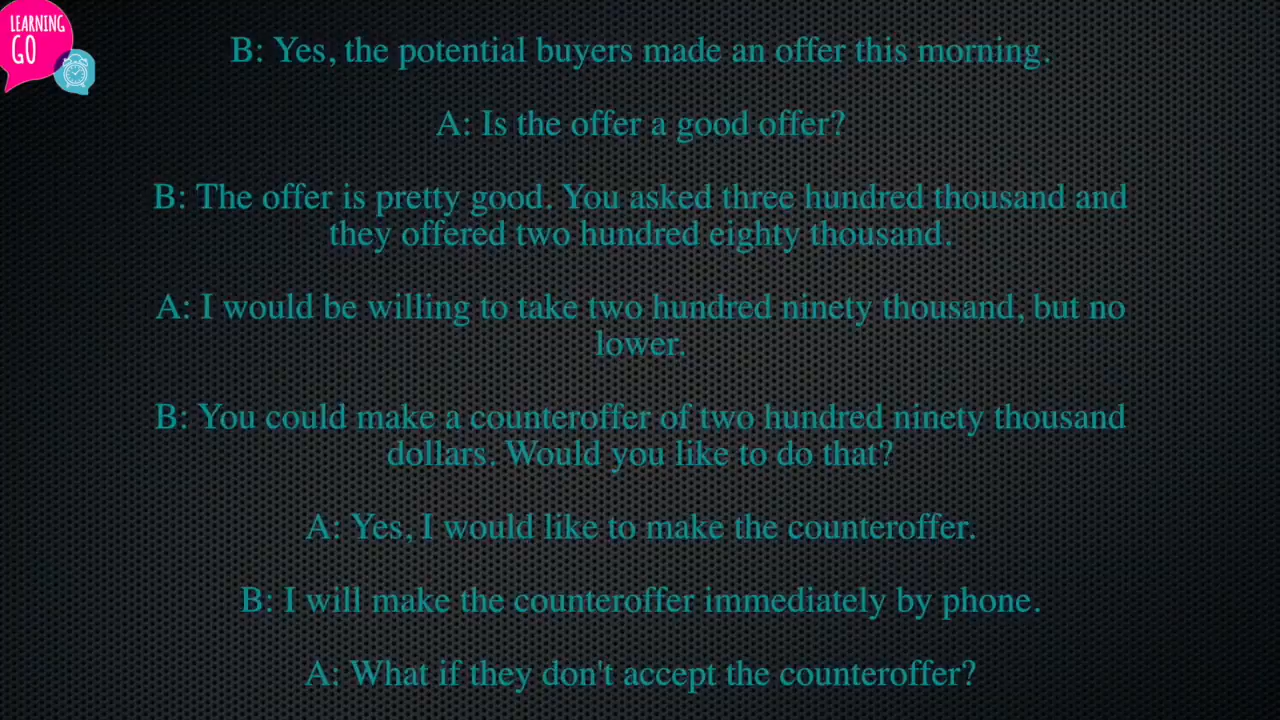 LEARNING
GO
B: Yes, the potential buyers made an offer this morning.
A: Is the offer a good offer?
B: The offer is pretty good. You asked three hundred thousand and
they offered two hundred eighty thousand.
A: I would be willing to take two hundred ninety thousand, but no
lower.
B: You could make a counteroffer of two hundred ninety thousand
dollars. Would you like to do that?
A: Yes, I would like to make the counteroffer.
B: I will make the counteroffer immediately by phone.
A: What if they don't accept the counteroffer?